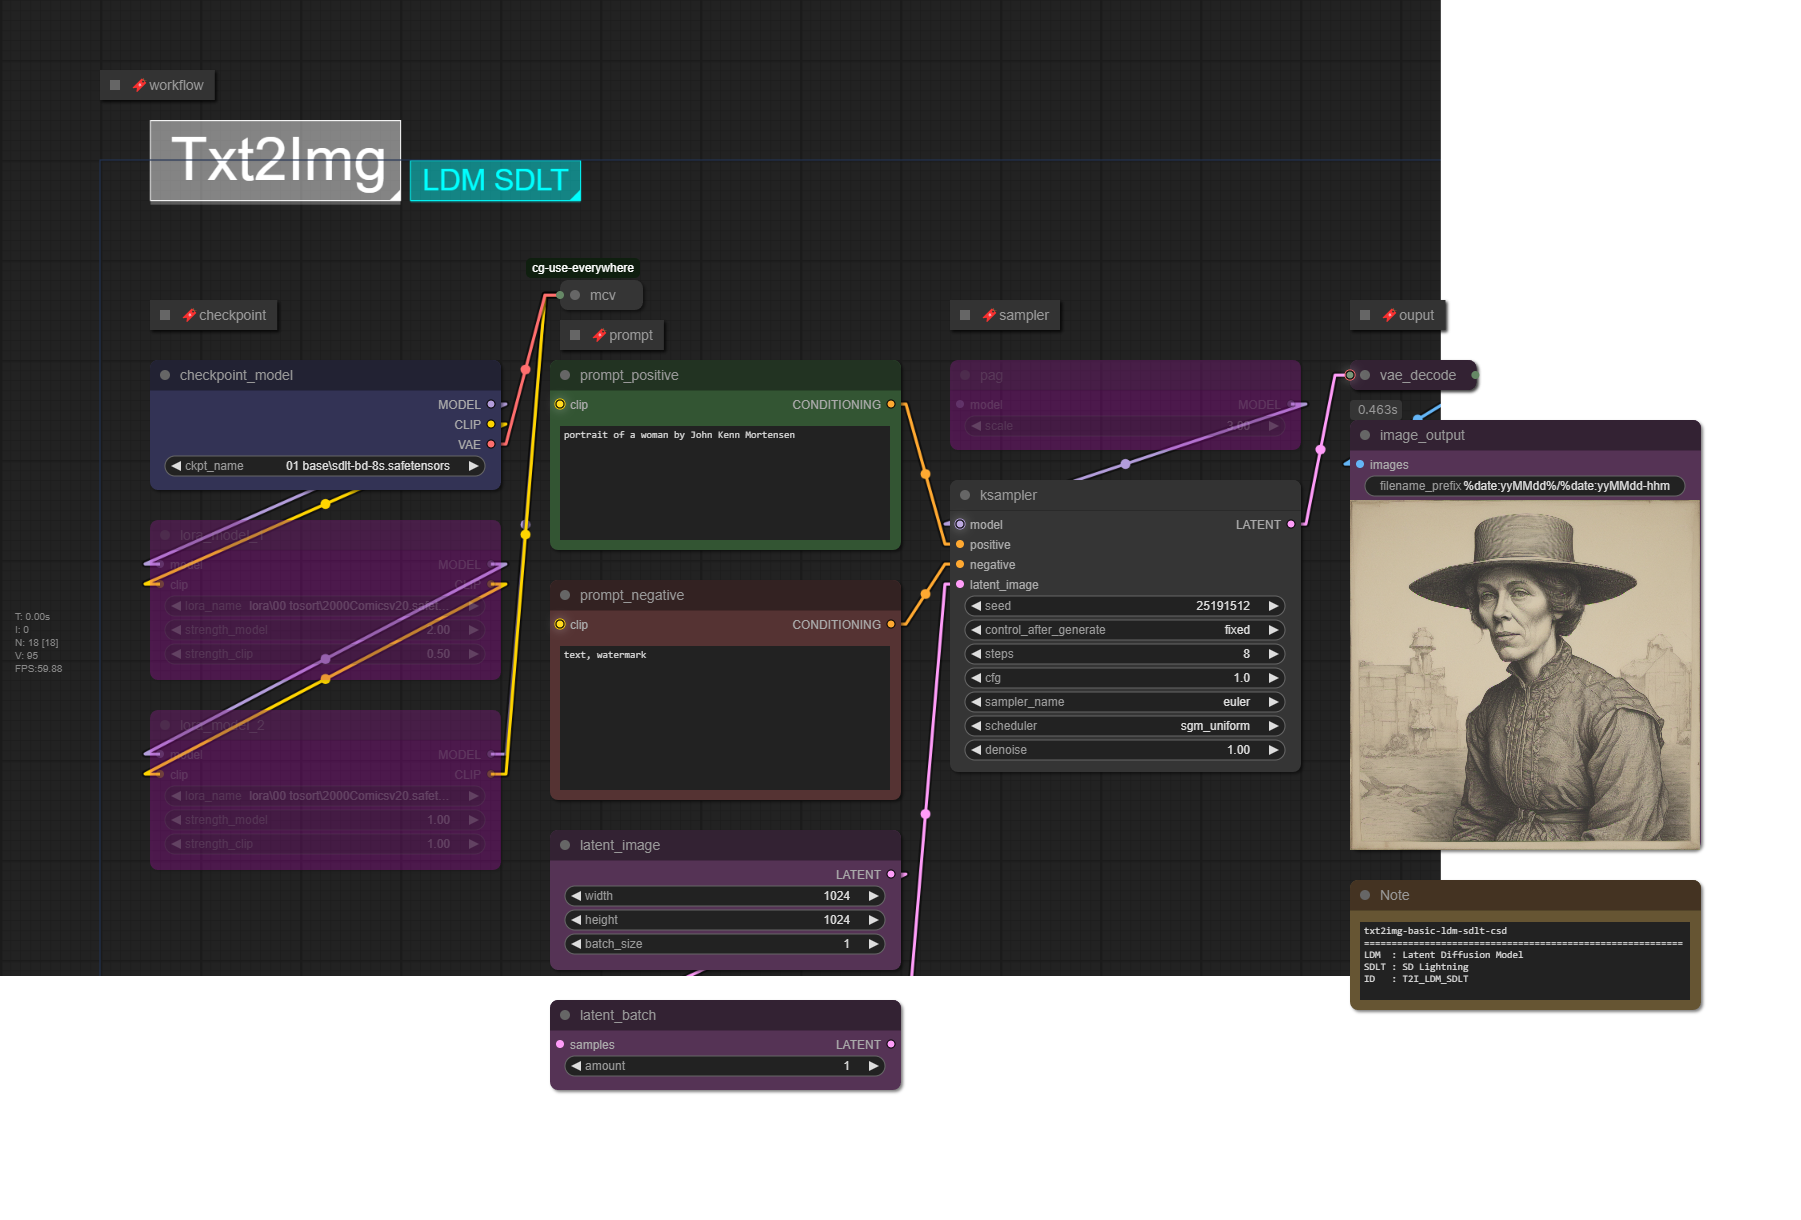 workflow
Txt2Img
LDM SDLT
cg-use-everywhere
mcv
checkpoint
prompt
sampler
ouput
checkpoint_model
MODEL
CLIP
VAE
ckpt_name 01 base\sdlt-bd-8s.safetensors
lora_model_1
model MODEL
clip CLIP
lora_name lora\00 tosort\2000Comicsv20.safet...
strength_model 2.00
strength_clip 0.50
lora_model_2
model MODEL
clip CLIP
lora_name lora\00 tosort\2000Comicsv20.safet...
strength_model 1.00
strength_clip 1.00
T: 0.00s
I: 0
N: 18 [18]
V: 95
FPS:59.88
prompt_positive
clip CONDITIONING
portrait of a woman by John Kenn Mortensen
prompt_negative
clip CONDITIONING
text, watermark
latent_image
LATENT
width 1024
height 1024
batch_size 1
latent_batch
samples LATENT
amount 1
pag
model MODEL
scale 3.00
ksampler
model LATENT
positive
negative
latent_image
seed 25191512
control_after_generate fixed
steps 8
cfg 1.0
sampler_name euler
scheduler sgm_uniform
denoise 1.00
vae_decode
0.463s
image_output
images
filename_prefix %date:yyMMdd%/%date:yyMMdd-hhm
Note
txt2img-basic-ldm-sdlt-csd
==========================================================
LDM : Latent Diffusion Model
SDLT : SD Lightning
ID : T2I_LDM_SDLT